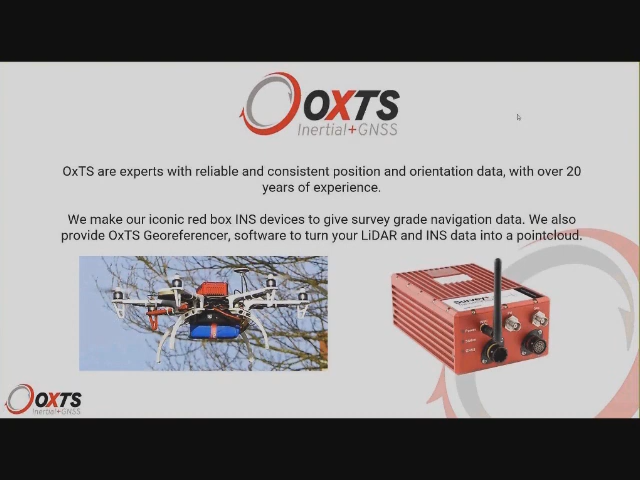 OXTS
Inertial+GNSS
OxTS are experts with reliable and consistent position and orientation data, with over 20
years of experience.
We make our iconic red box INS devices to give survey grade navigation data. We also
provide OxTS Georeferencer, software to turn your LiDAR and INS data into a pointcloud.
Survey+
OXTS
Inertial+GNSS